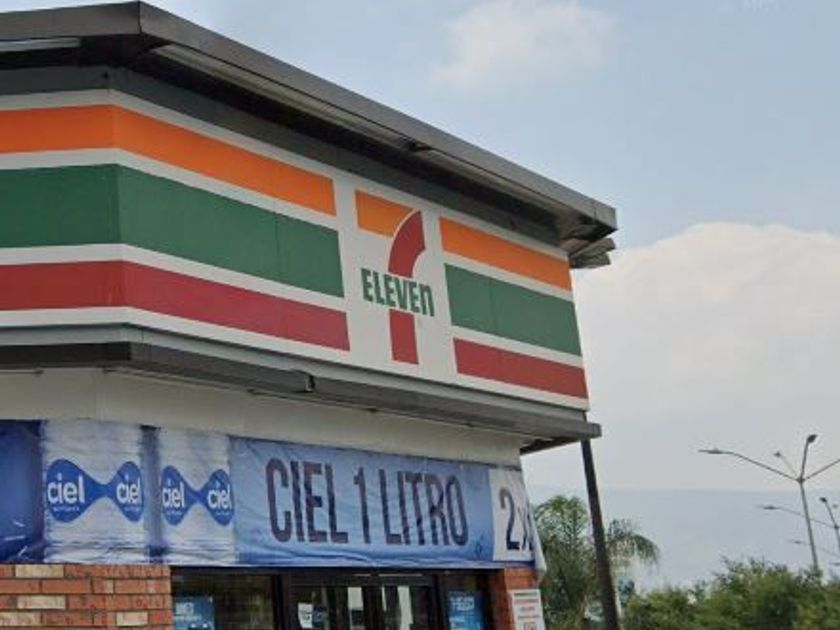 7
ELEVEn
ciel ciel
ciel ciel
CIEL 1 LITRO
2x